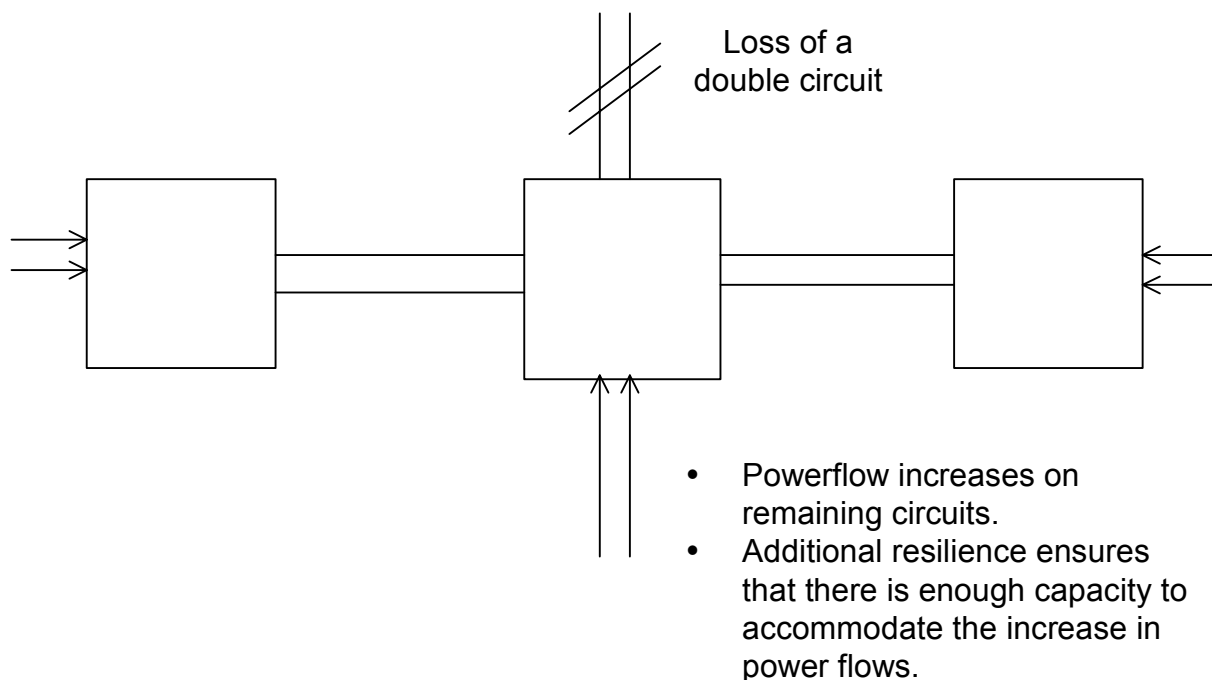 Loss of a
double circuit
• Powerflow increases on
remaining circuits.
• Additional resilience ensures
that there is enough capacity to
accommodate the increase in
power flows.